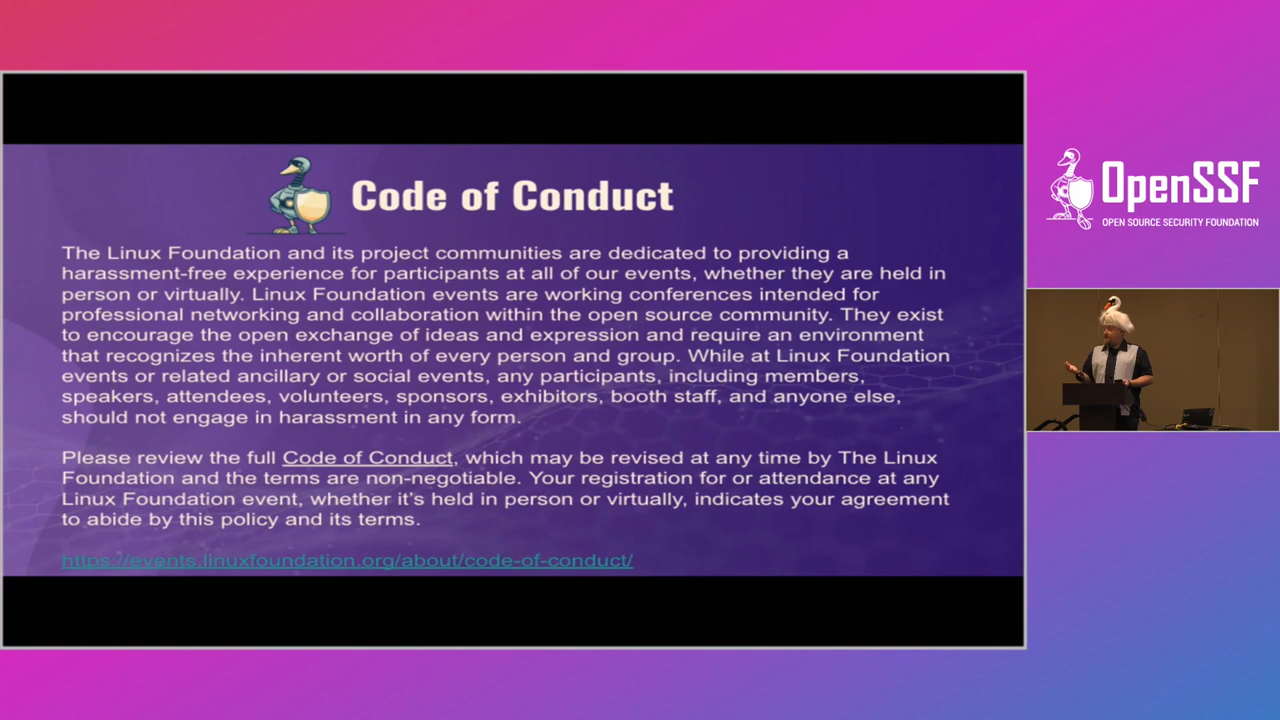 Code of Conduct
The Linux Foundation and its project communities are dedicated to providing a
harassment-free experience for participants at all of our events, whether they are held in
person or virtually. Linux Foundation events are working conferences intended for
professional networking and collaboration within the open source community. They exist
to encourage the open exchange of ideas and expression and require an environment
that recognizes the inherent worth of every person and group. While at Linux Foundation
events or related ancillary or social events, any participants, including members,
speakers, attendees, volunteers, sponsors, exhibitors, booth staff, and anyone else,
should not engage in harassment in any form.
Please review the full Code of Conduct, which may be revised at any time by The Linux
Foundation and the terms are non-negotiable. Your registration for or attendance at any
Linux Foundation event, whether it's held in person or virtually, indicates your agreement
to abide by this policy and its terms.
https://events.linuxfoundation.org/about/code-of-conduct/
OpenSSF
OPEN SOURCE SECURITY FOUNDATION